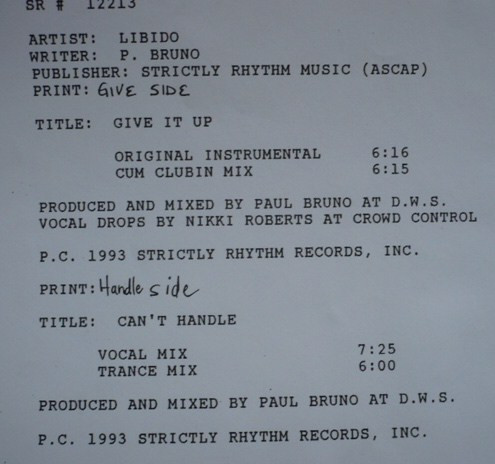 SR # 12213
ARTIST: LIBIDO
WRITER: P. BRUNO
PUBLISHER: STRICTLY RHYTHM MUSIC (ASCAP)
PRINT: GIVE SIDE
TITLE: GIVE IT UP
ORIGINAL INSTRUMENTAL 6:16
CUM CLUBIN MIX 6:15
PRODUCED AND MIXED BY PAUL BRUNO AT D.W.S.
VOCAL DROPS BY NIKKI ROBERTS AT CROWD CONTROL
P.C. 1993 STRICTLY RHYTHM RECORDS, INC.
PRINT: Handle side
TITLE: CAN'T HANDLE
VOCAL MIX 7:25
TRANCE MIX 6:00
PRODUCED AND MIXED BY PAUL BRUNO AT D.W.S.
P.C. 1993 STRICTLY RHYTHM RECORDS, INC.